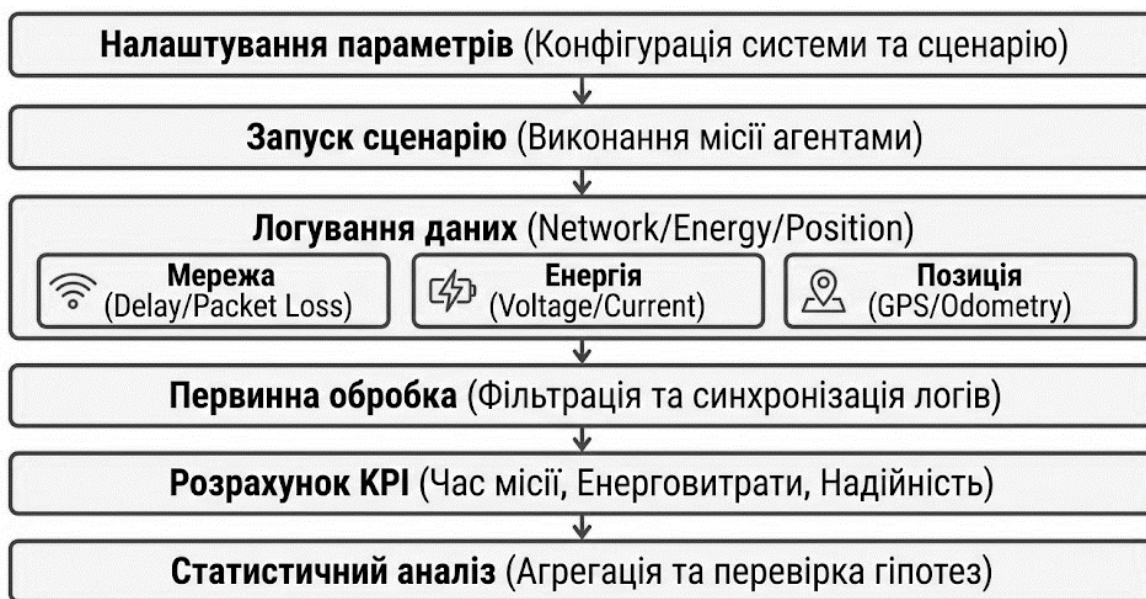 Налаштування параметрів (Конфігурація системи та сценарію)
Запуск сценарію (Виконання місії агентами)
Логування даних (Network/Energy/Position)
Мережа
(Delay/Packet Loss)
Енергія
(Voltage/Current)
Позиція
(GPS/Odometry)
Первинна обробка (Фільтрація та синхронізація логів)
Розрахунок KPI (Час місії, Енерговитрати, Надійність)
Статистичний аналіз (Агрегація та перевірка гіпотез)